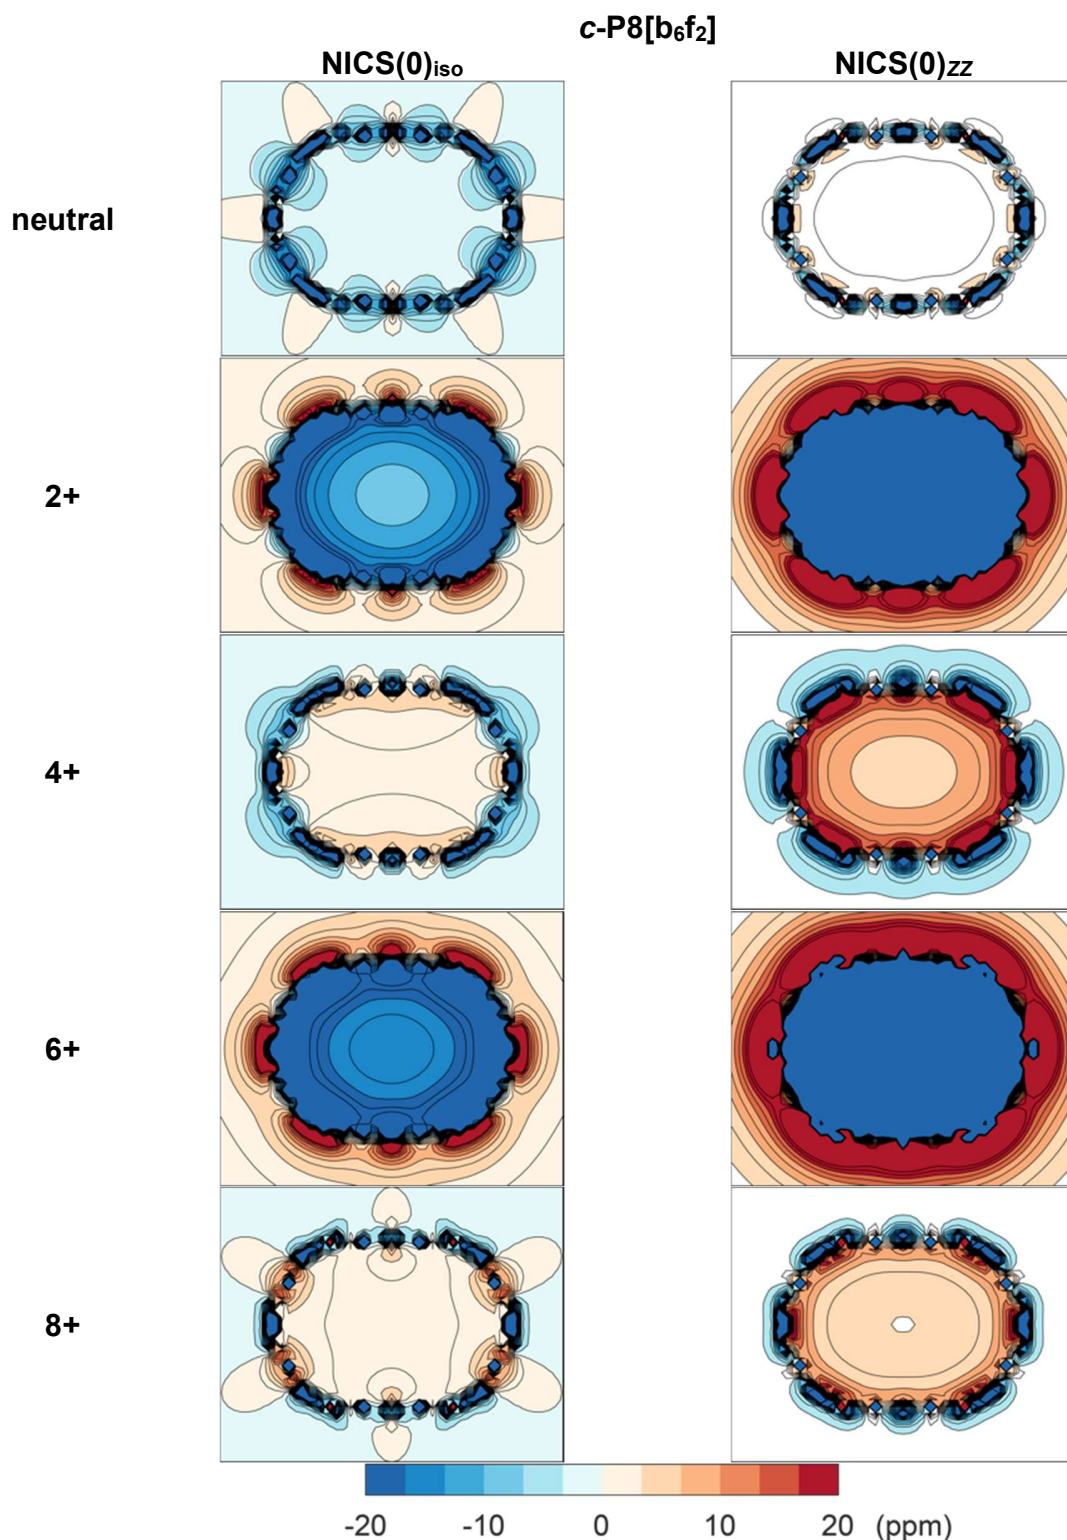 c-P8[b₆f₂]
NICS(0)iso NICS(0)ZZ
neutral
2+
4+
6+
8+
-20 -10 0 10 20 (ppm)